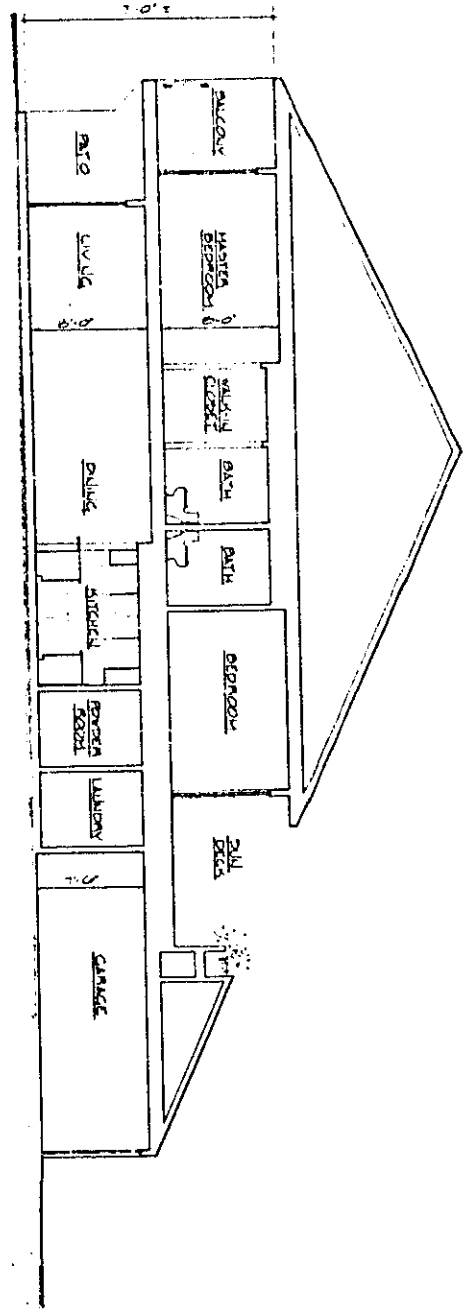 BALCONY
MASTER
BEDROOM
WALK-IN
CLOSET
BATH
BATH
BEDROOM
SUN
DECK
PATIO
LIVING
DINING
KITCHEN
POWDER
ROOM
LAUNDRY
GARAGE